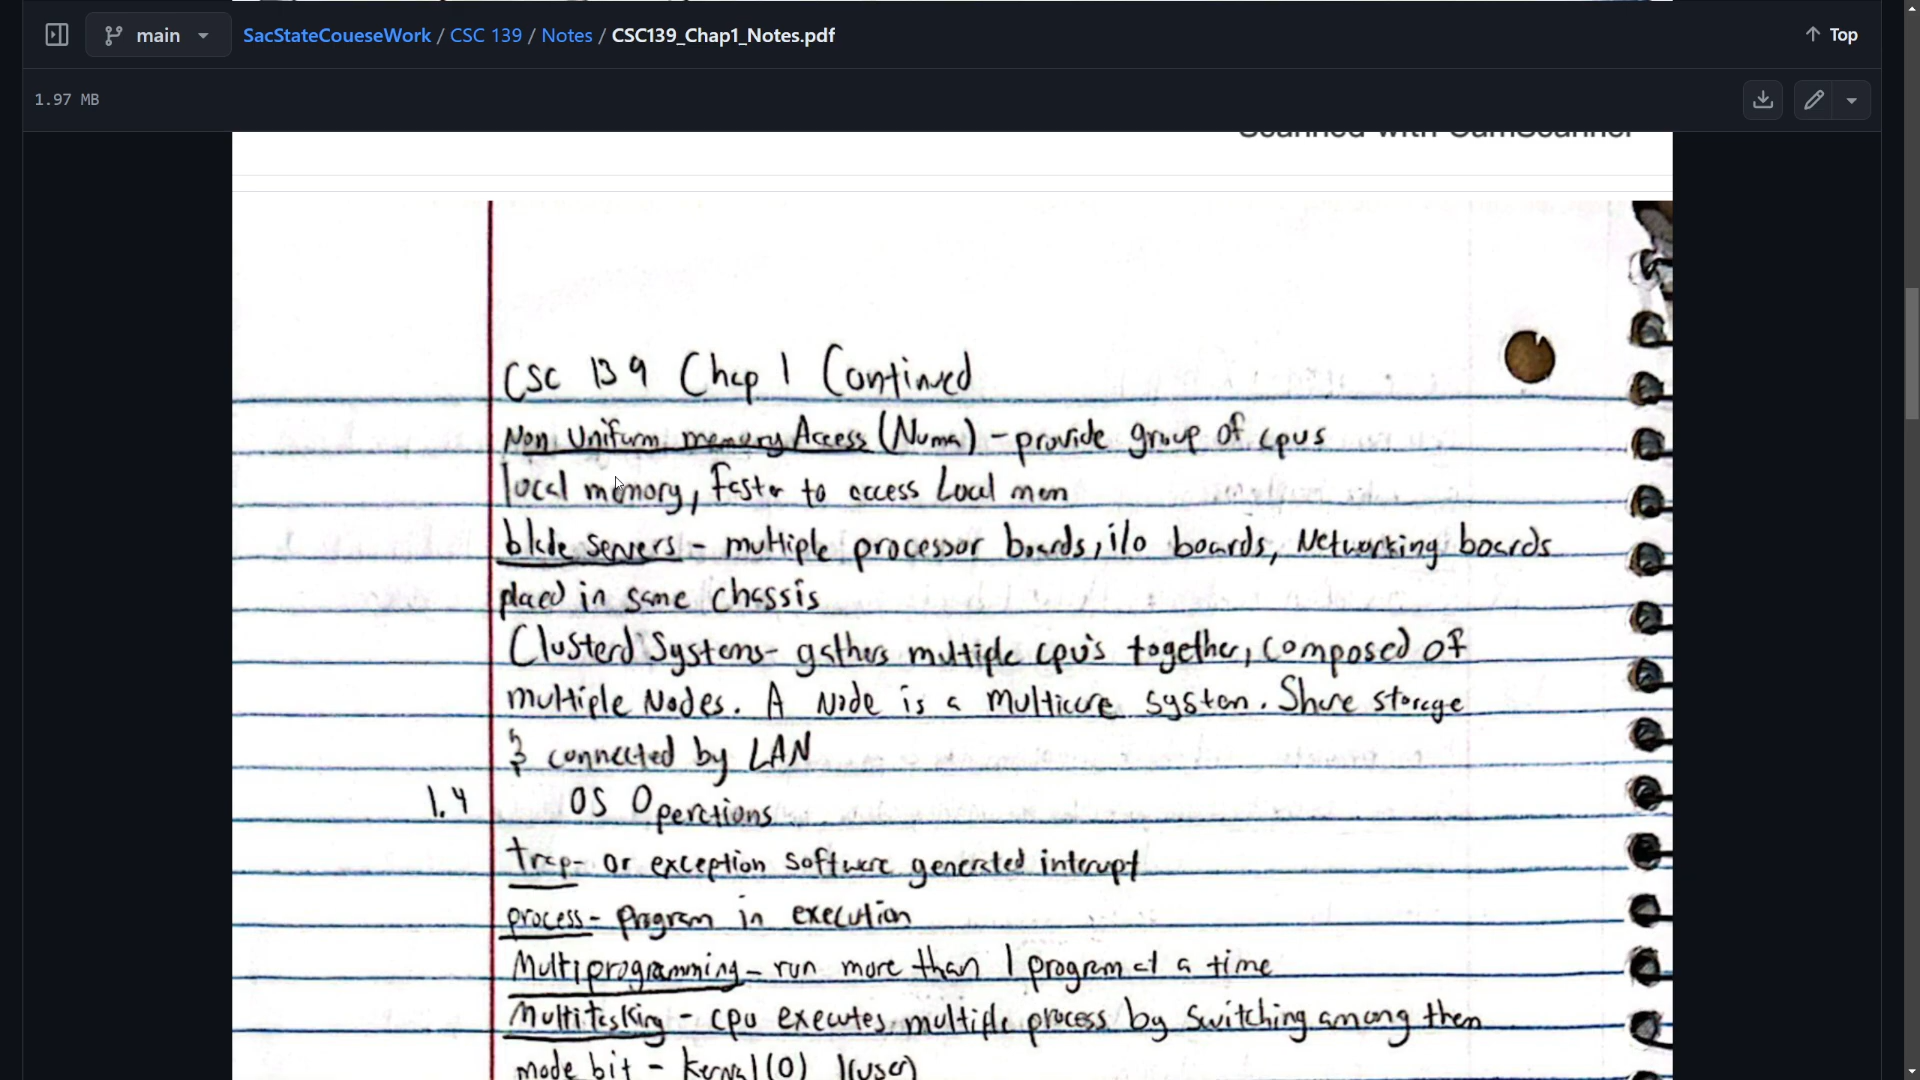 main
SacStateCoueseWork / CSC 139 / Notes / CSC139_Chap1_Notes.pdf
Top
1.97 MB
Scanned with CamScanner
CSC 139 Chap 1 Continued
Non Uniform memory Access (Numa) - provide group of cpus
local memory, Faster to access Local mem
blade servers - multiple processor boards, i/o boards, Networking boards
placed in same chassis
Clusterd Systems - gathers multiple cpu's together, composed of
multiple Nodes. A Node is a multicore system. Share storage
& connected by LAN
1.4 OS Operations
trap - or exception software generated interupt
process - program in execution
Multiprogramming - run more than 1 program at a time
Multitasking - cpu executes multiple process by switching among them
mode bit - kernal (0) 1(user)